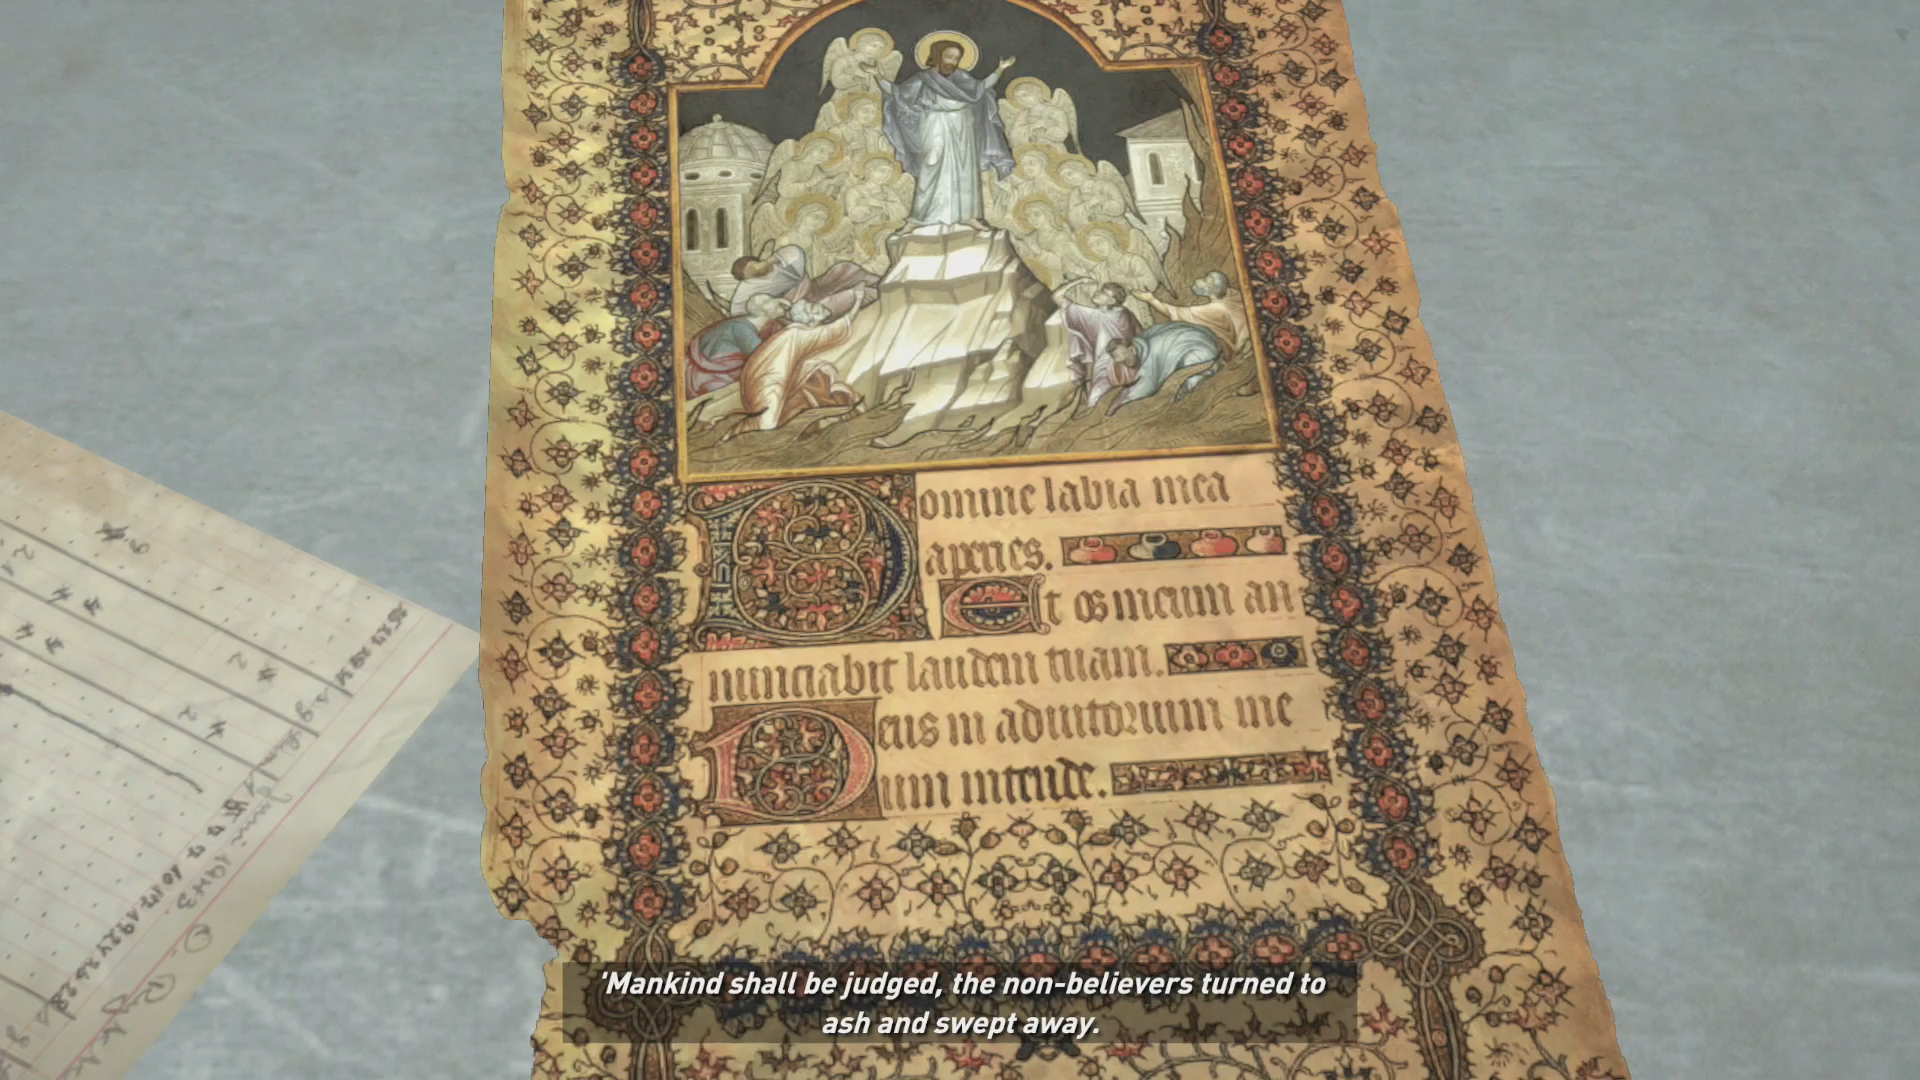 Domine labia mea
aperies.
Et os meum an
nunciabit laudem tuam.
Deus in adiutorium me
um intende.
'Mankind shall be judged, the non-believers turned to
ash and swept away.